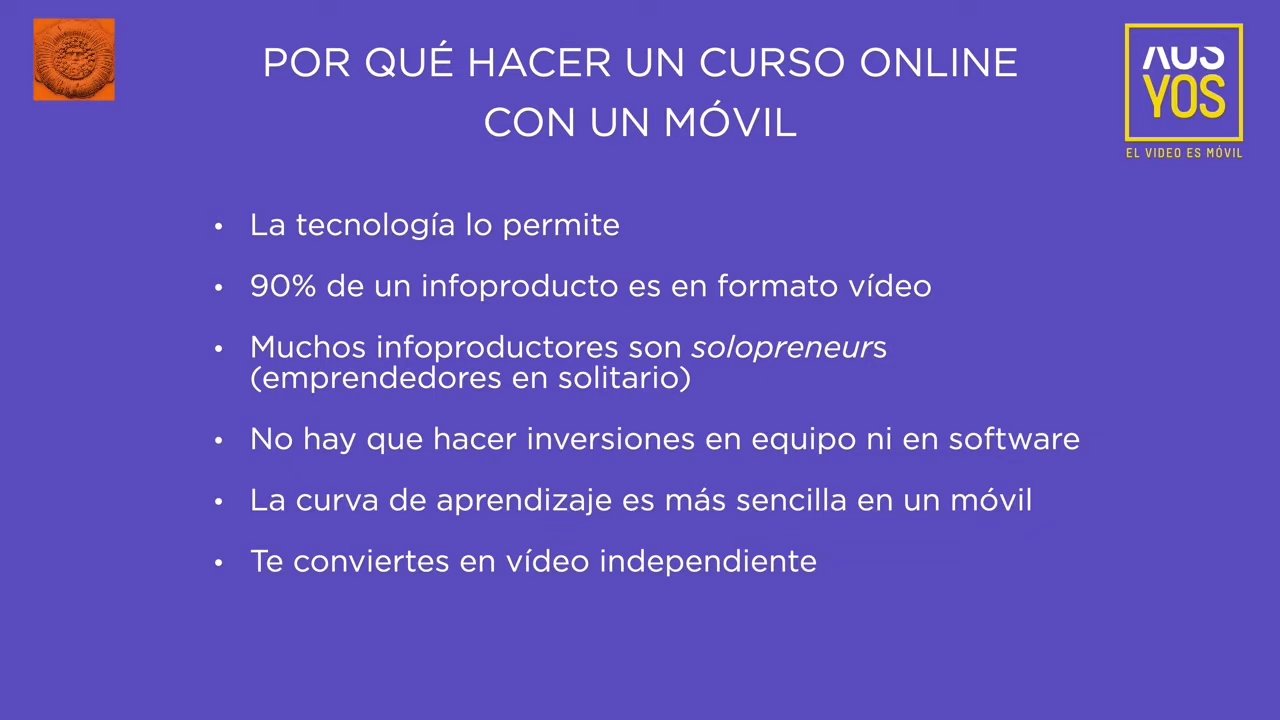 POR QUÉ HACER UN CURSO ONLINE
CON UN MÓVIL
YOS
EL VIDEO ES MÓVIL
• La tecnología lo permite
• 90% de un infoproducto es en formato vídeo
• Muchos infoproductores son solopreneurs
(emprendedores en solitario)
• No hay que hacer inversiones en equipo ni en software
• La curva de aprendizaje es más sencilla en un móvil
• Te conviertes en vídeo independiente